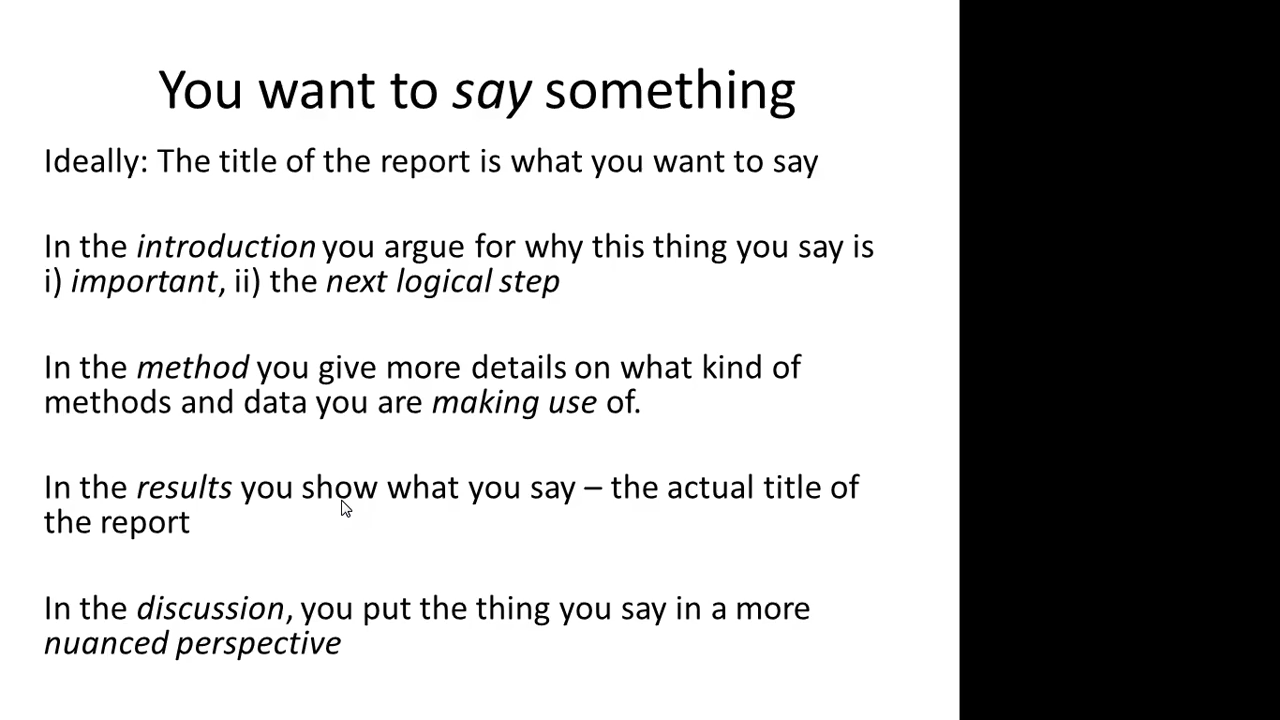 You want to say something
Ideally: The title of the report is what you want to say
In the introduction you argue for why this thing you say is
i) important, ii) the next logical step
In the method you give more details on what kind of
methods and data you are making use of.
In the results you show what you say – the actual title of
the report
In the discussion, you put the thing you say in a more
nuanced perspective